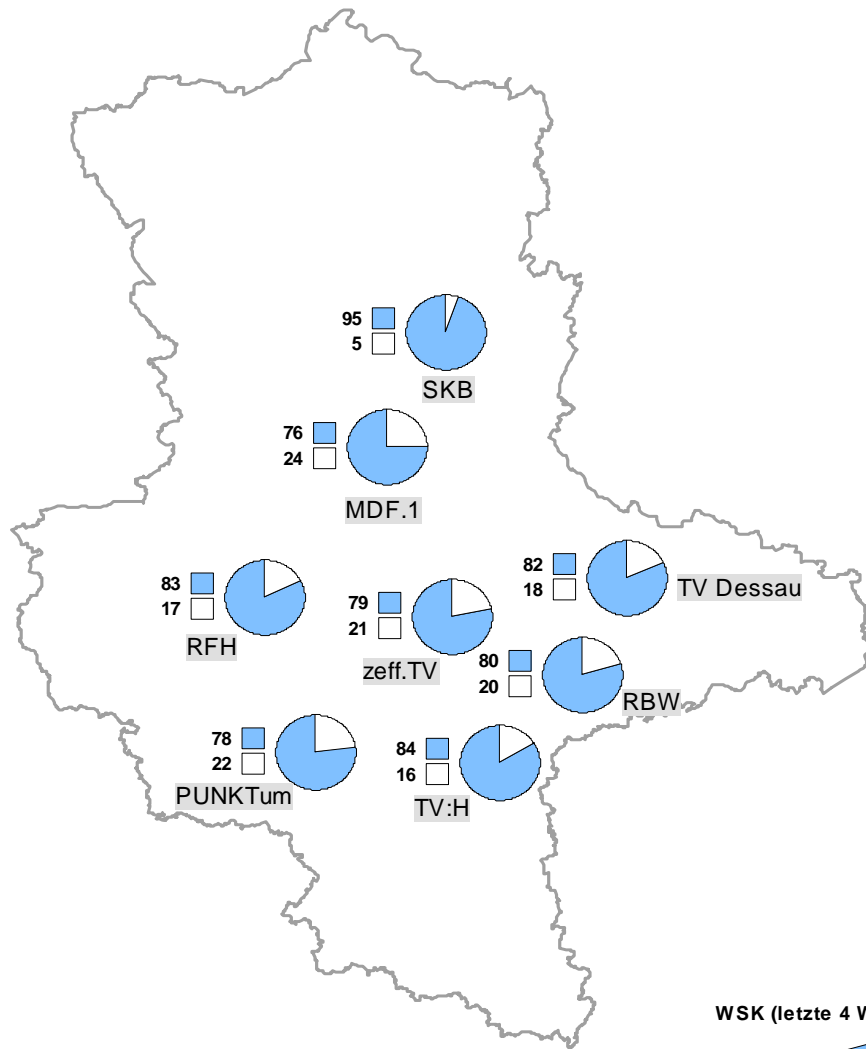 95
5
SKB
76
24
MDF.1
83
17
RFH
79
21
zeff.TV
82
18
TV Dessau
80
20
RBW
78
22
PUNKTum
84
16
TV:H
WSK (letzte 4 W